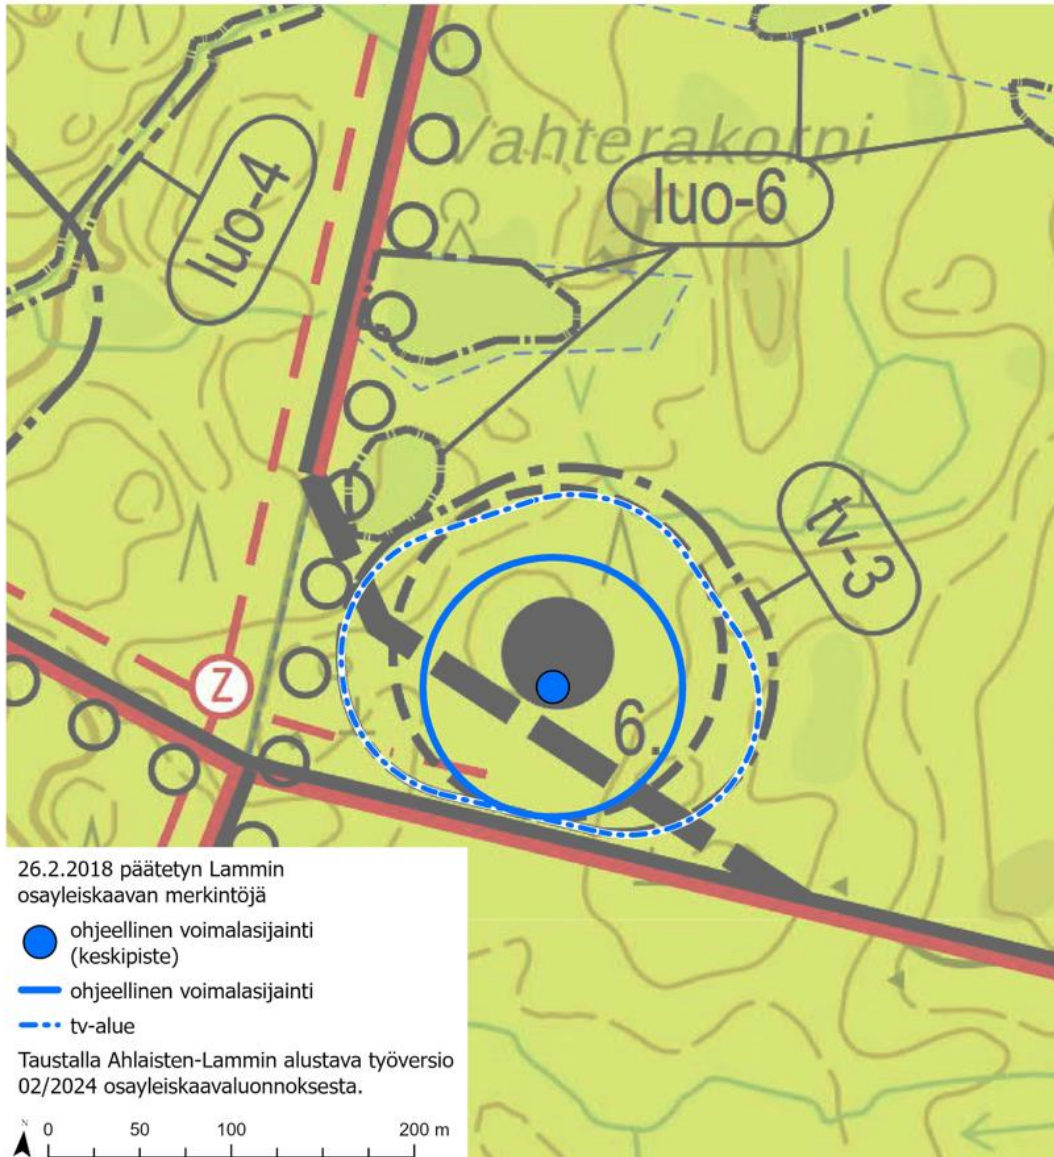 Vahterakorpi
luo-4
luo-6
tv-3
Z
6.
26.2.2018 päätetyn Lammin
osayleiskaavan merkintöjä
ohjeellinen voimalasijainti
(keskipiste)
ohjeellinen voimalasijainti
tv-alue
Taustalla Ahlaisten-Lammin alustava työversio
02/2024 osayleiskaavaluonnoksesta.
N 0 50 100 200 m